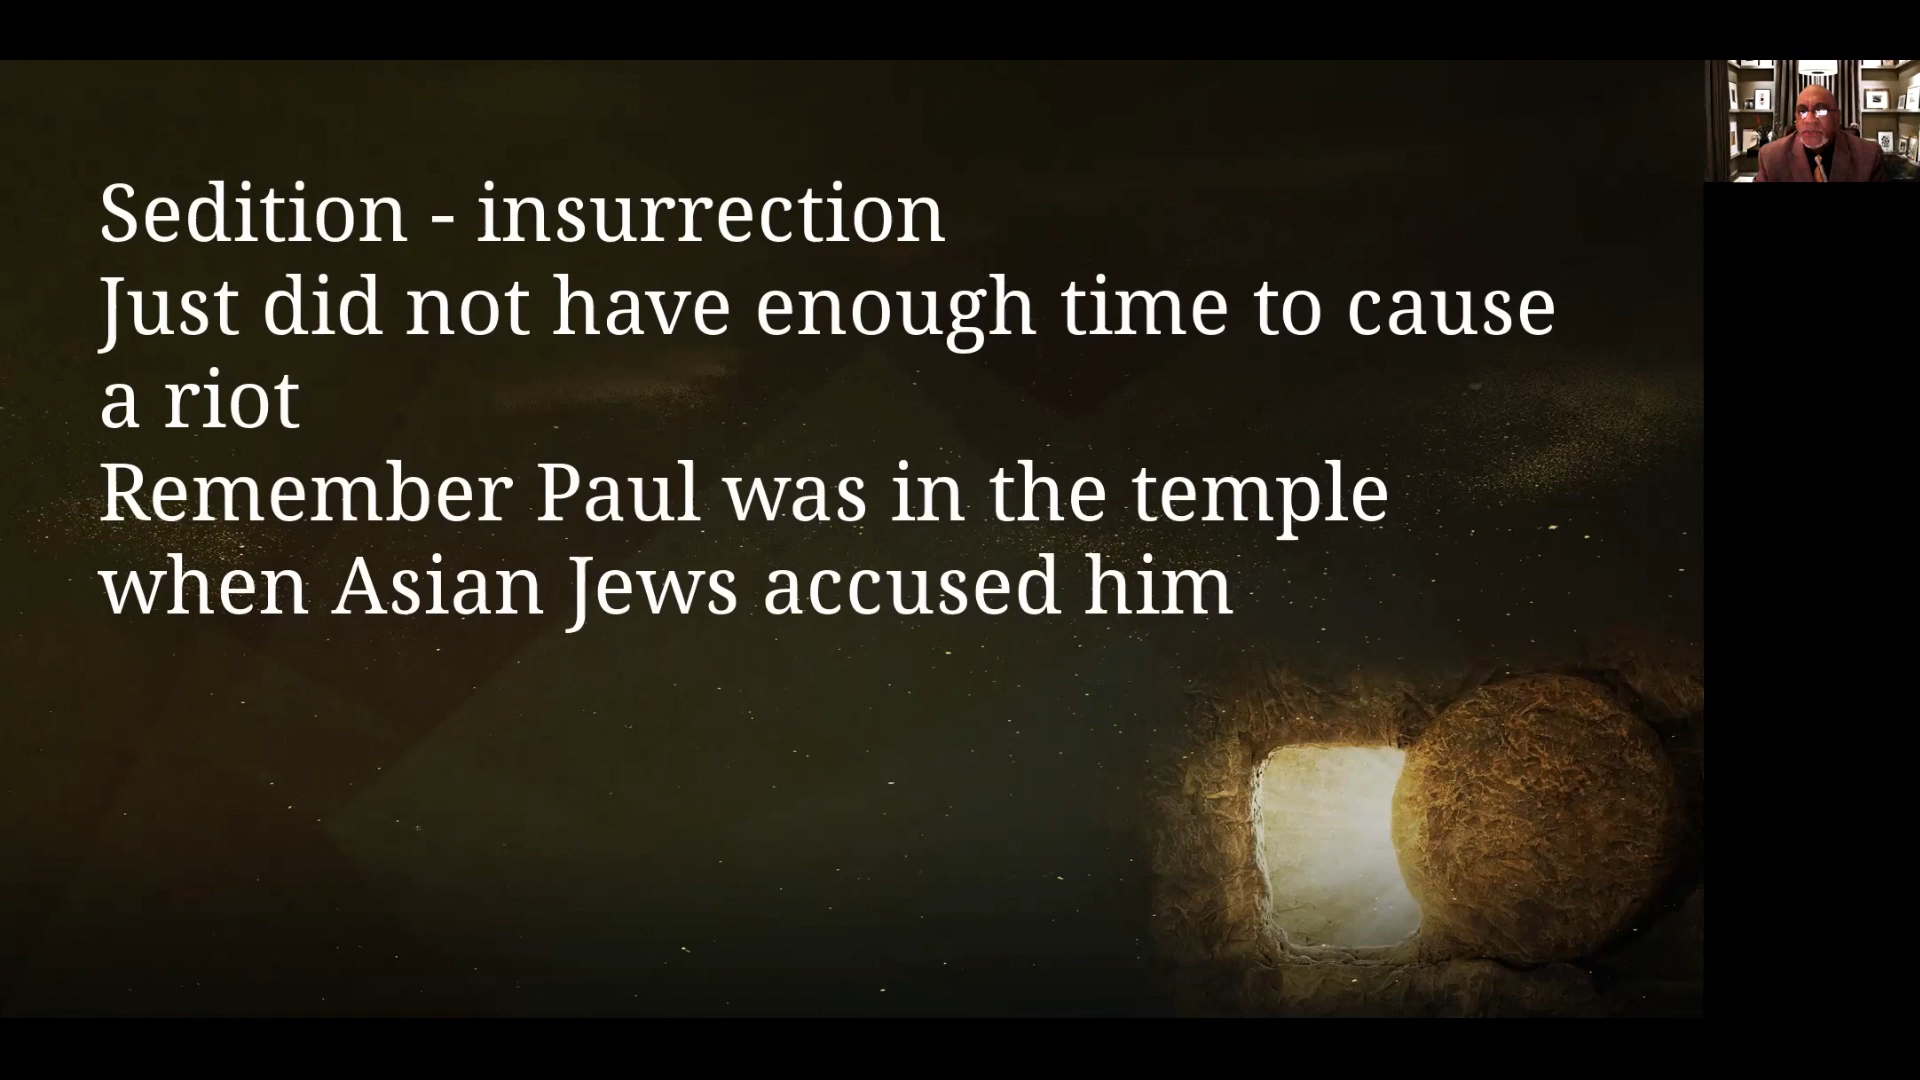 Sedition - insurrection
Just did not have enough time to cause
a riot
Remember Paul was in the temple
when Asian Jews accused him